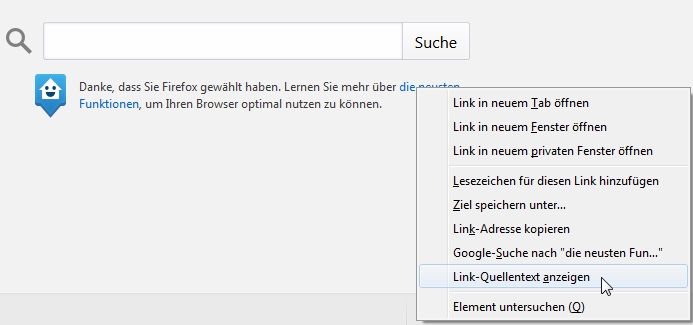 Suche
Danke, dass Sie Firefox gewählt haben. Lernen Sie mehr über die neusten
Funktionen, um Ihren Browser optimal nutzen zu können.
Link in neuem Tab öffnen
Link in neuem Fenster öffnen
Link in neuem privaten Fenster öffnen
Lesezeichen für diesen Link hinzufügen
Ziel speichern unter...
Link-Adresse kopieren
Google-Suche nach "die neusten Fun..."
Link-Quellentext anzeigen
Element untersuchen (Q)